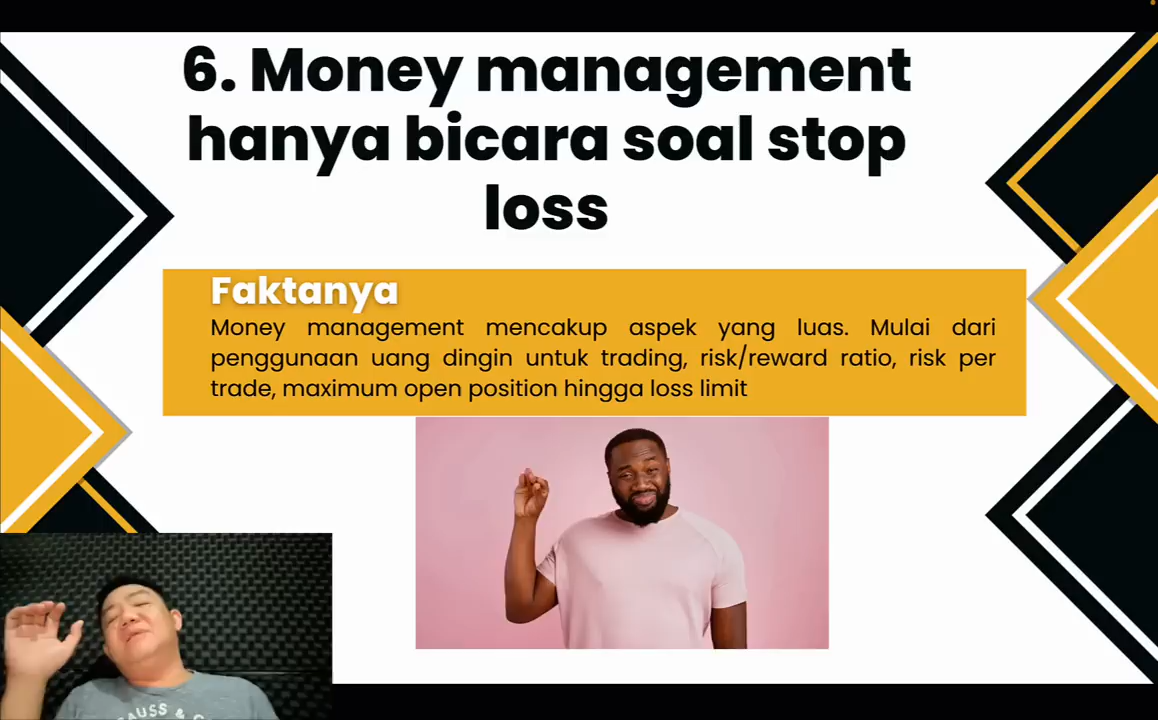 6. Money management
hanya bicara soal stop
loss
Faktanya
Money management mencakup aspek yang luas. Mulai dari
penggunaan uang dingin untuk trading, risk/reward ratio, risk per
trade, maximum open position hingga loss limit
AUSS &